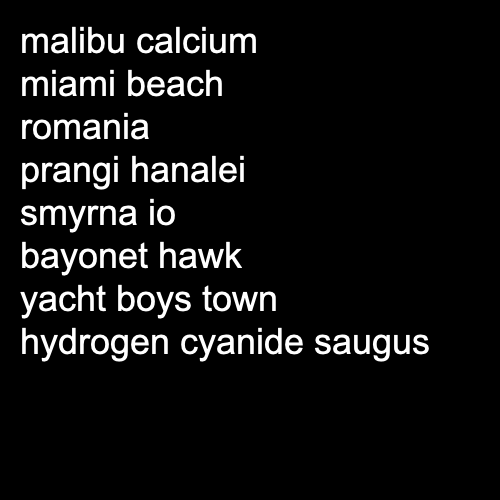 malibu calcium
miami beach
romania
prangi hanalei
smyrna io
bayonet hawk
yacht boys town
hydrogen cyanide saugus